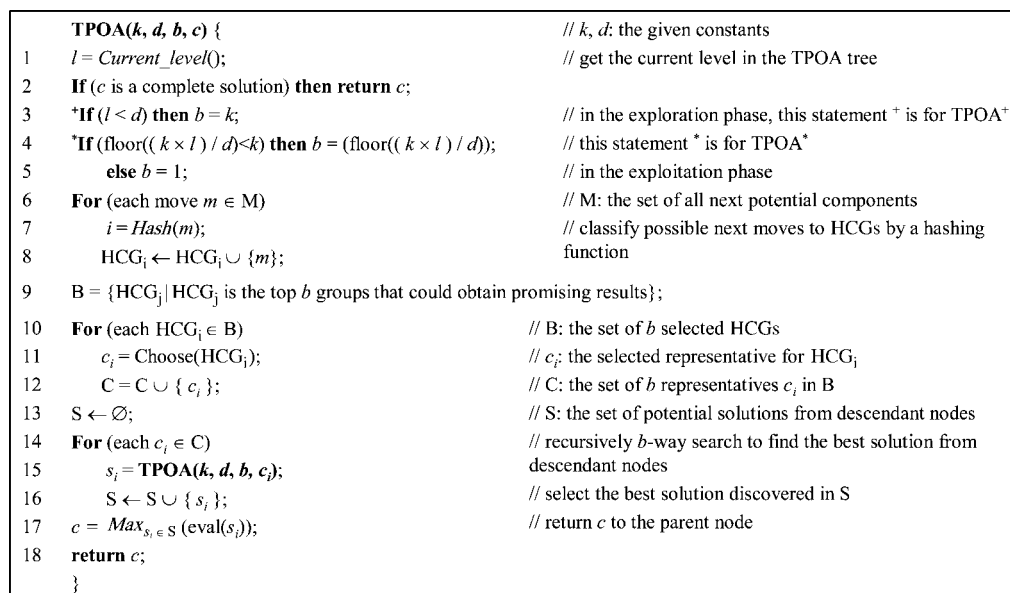 TPOA(k, d, b, c) { // k, d: the given constants
1 l = Current_level(); // get the current level in the TPOA tree
2 If (c is a complete solution) then return c;
3 +If (l < d) then b = k; // in the exploration phase, this statement + is for TPOA+
4 *If (floor(( k × l ) / d)<k) then b = (floor(( k × l ) / d)); // this statement * is for TPOA*
5 else b = 1; // in the exploitation phase
6 For (each move m ∈ M) // M: the set of all next potential components
7 i = Hash(m); // classify possible next moves to HCGs by a hashing
8 HCGi ← HCGi ∪ {m}; function
9 B = {HCGj | HCGj is the top b groups that could obtain promising results};
10 For (each HCGi ∈ B) // B: the set of b selected HCGs
11 ci = Choose(HCGi); // ci: the selected representative for HCGi
12 C = C ∪ { ci }; // C: the set of b representatives ci in B
13 S ← ∅; // S: the set of potential solutions from descendant nodes
14 For (each ci ∈ C) // recursively b-way search to find the best solution from
15 si = TPOA(k, d, b, ci); descendant nodes
16 S ← S ∪ { si }; // select the best solution discovered in S
17 c = Max si ∈ S (eval(si)); // return c to the parent node
18 return c;
}